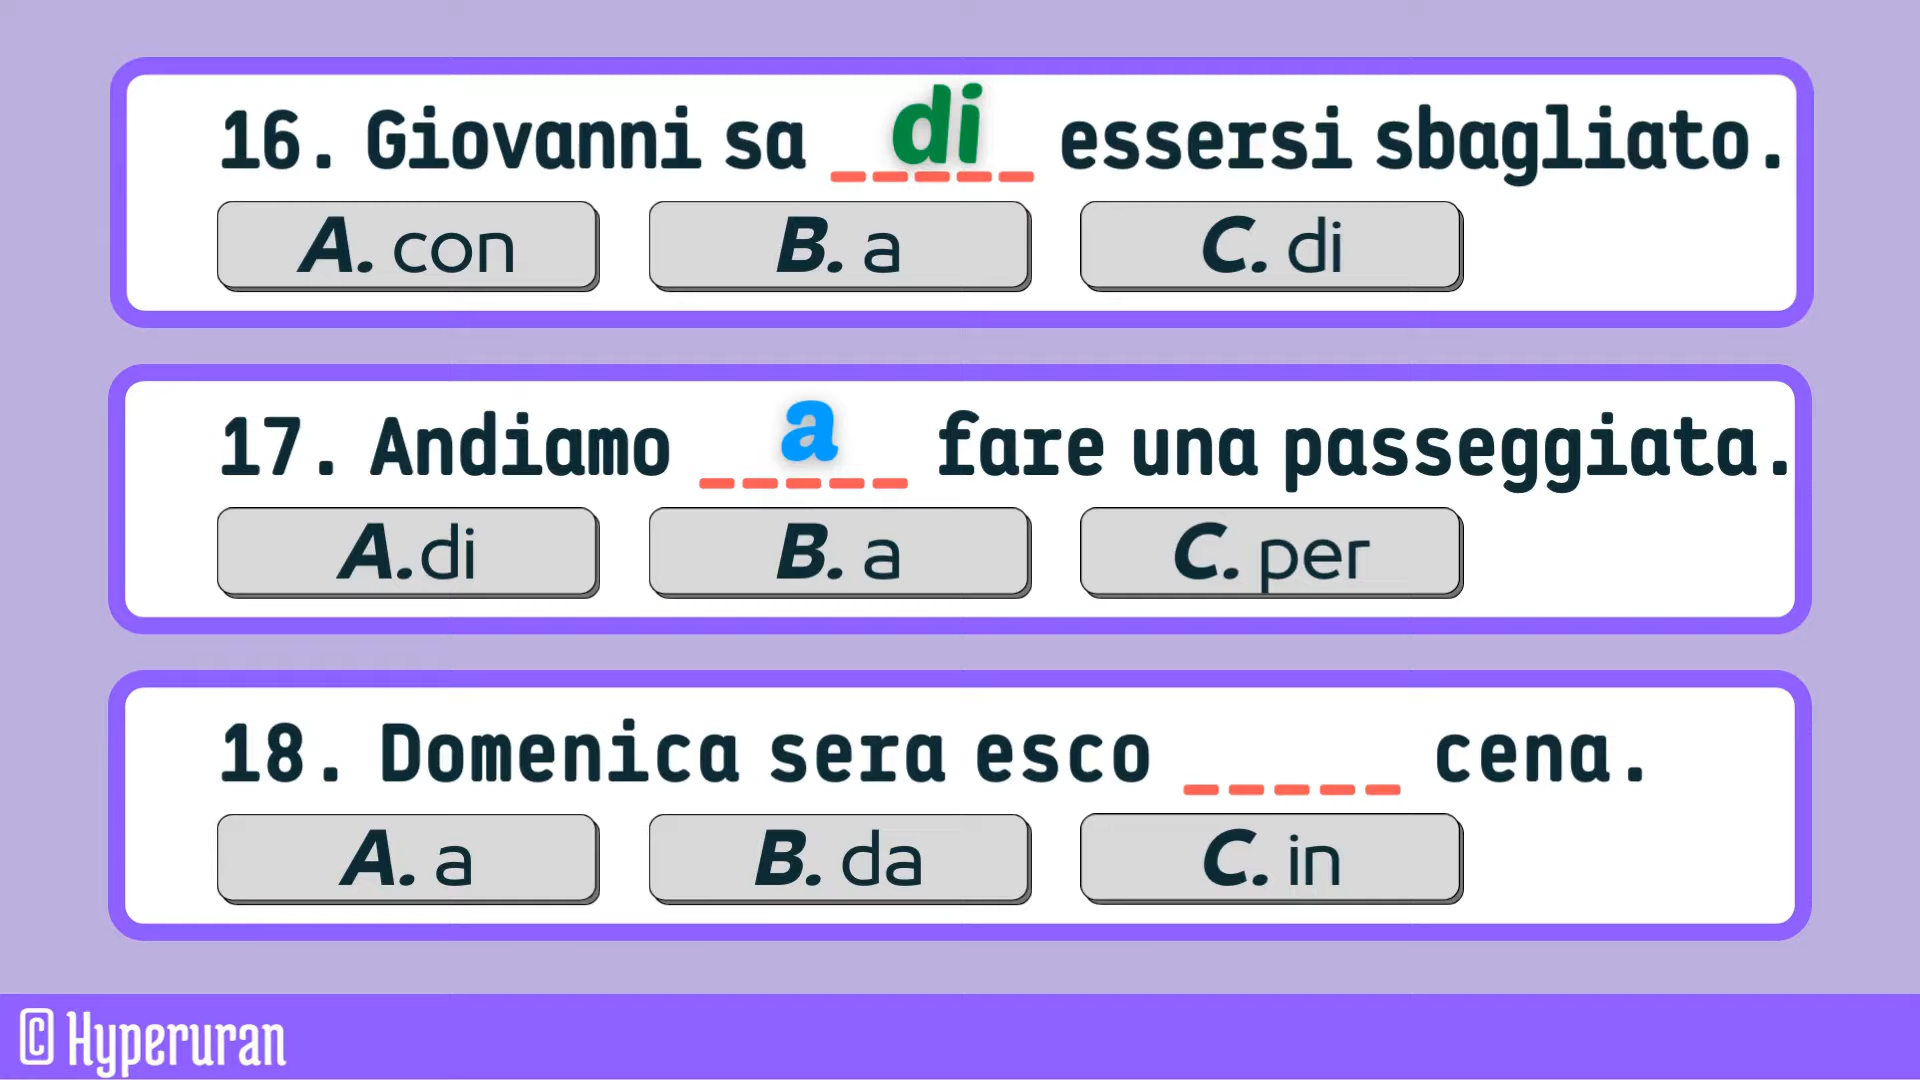 16. Giovanni sa di essersi sbagliato.
A. con B. a C. di
17. Andiamo a fare una passeggiata.
A.di B. a C. per
18. Domenica sera esco _____ cena.
A. a B. da C. in
© Hyperuran